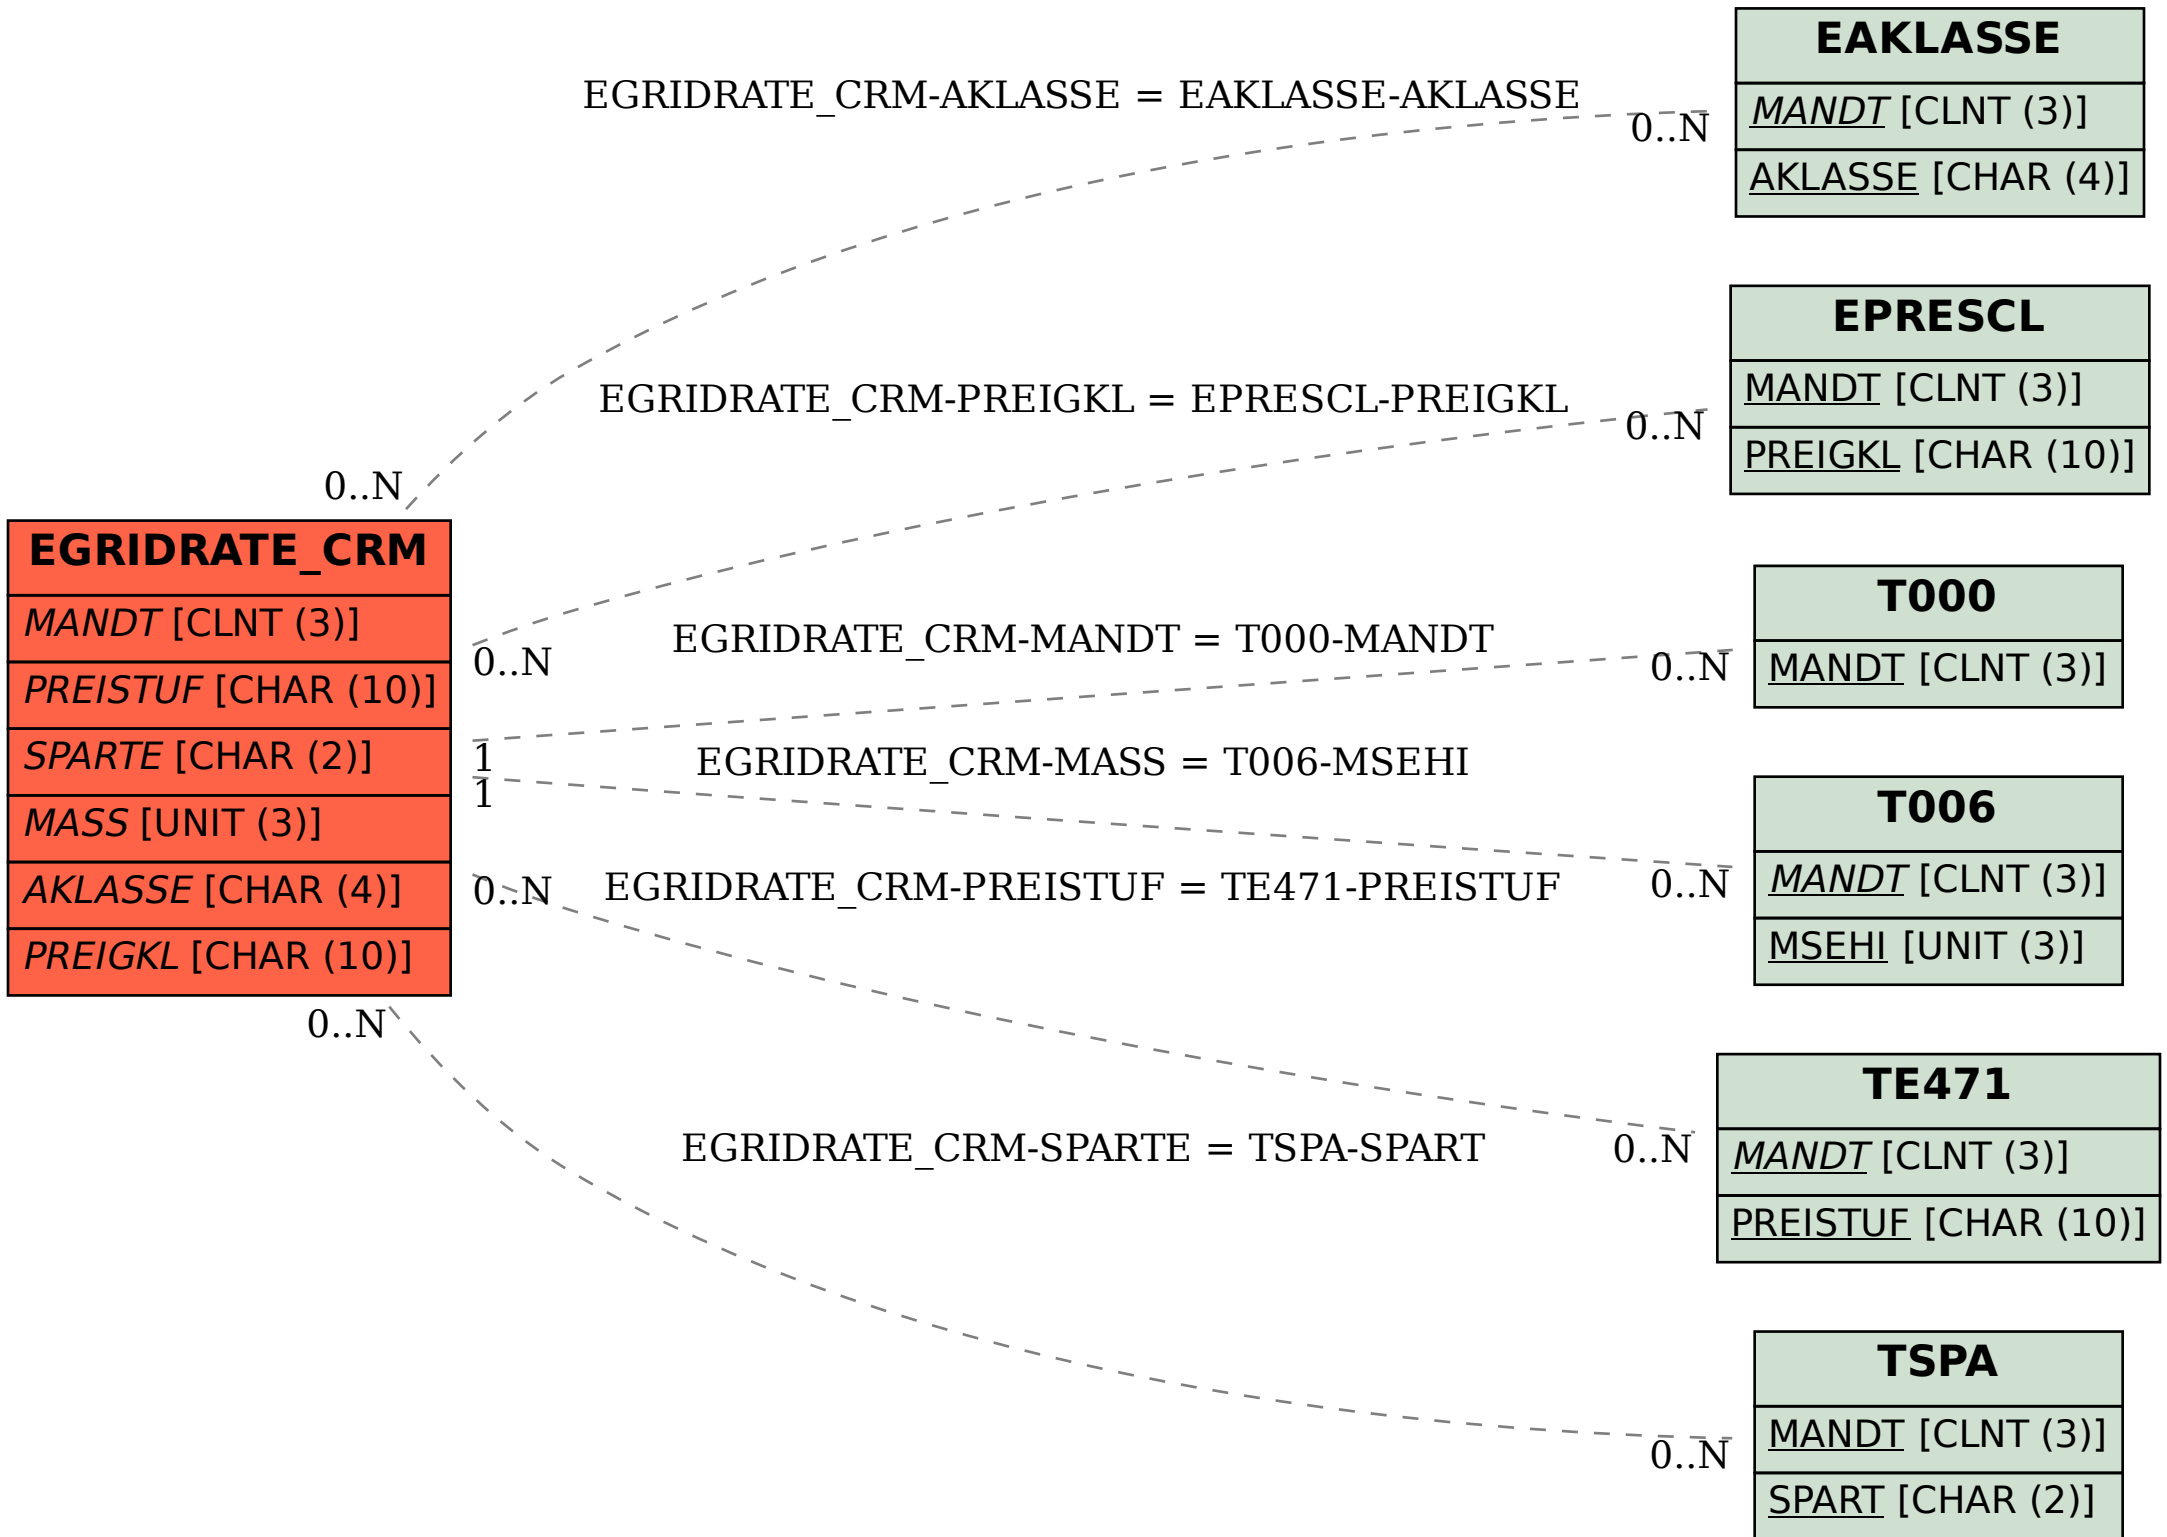 EGRIDRATE_CRM
MANDT [CLNT (3)]
PREISTUF [CHAR (10)]
SPARTE [CHAR (2)]
MASS [UNIT (3)]
AKLASSE [CHAR (4)]
PREIGKL [CHAR (10)]
EGRIDRATE_CRM-AKLASSE = EAKLASSE-AKLASSE
0..N
0..N
EGRIDRATE_CRM-PREIGKL = EPRESCL-PREIGKL
0..N
0..N
EGRIDRATE_CRM-MANDT = T000-MANDT
0..N
1
EGRIDRATE_CRM-MASS = T006-MSEHI
1
0..N
EGRIDRATE_CRM-PREISTUF = TE471-PREISTUF
0..N
0..N
EGRIDRATE_CRM-SPARTE = TSPA-SPART
0..N
0..N
EAKLASSE
MANDT [CLNT (3)]
AKLASSE [CHAR (4)]
EPRESCL
MANDT [CLNT (3)]
PREIGKL [CHAR (10)]
T000
MANDT [CLNT (3)]
T006
MANDT [CLNT (3)]
MSEHI [UNIT (3)]
TE471
MANDT [CLNT (3)]
PREISTUF [CHAR (10)]
TSPA
MANDT [CLNT (3)]
SPART [CHAR (2)]